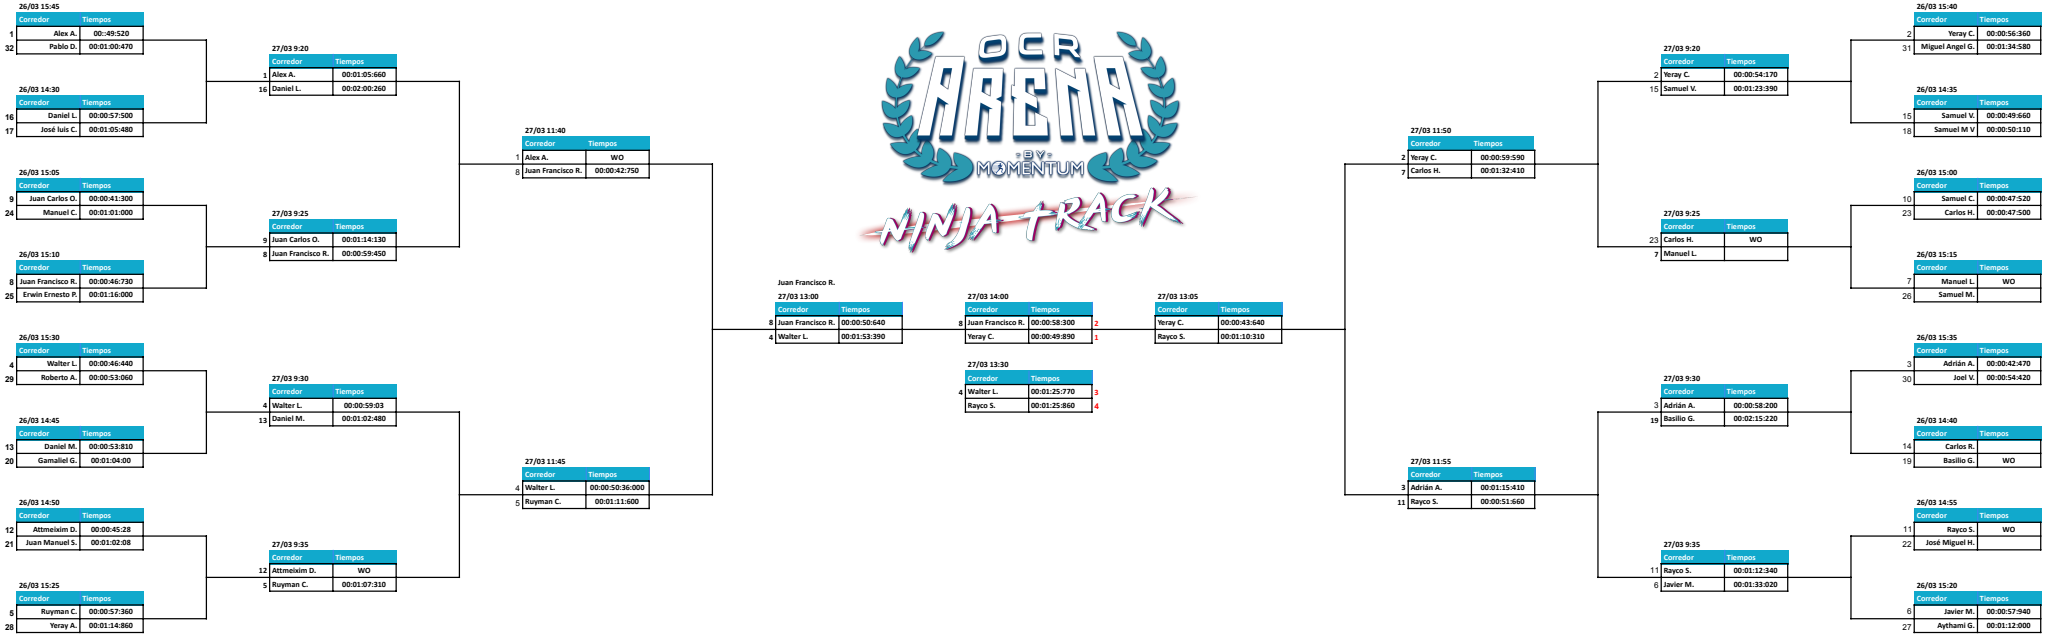 26/03 15:45
Corredor Tiempos
1 Alex A. 00::49:520
32 Pablo D. 00:01:00:470
26/03 14:30
Corredor Tiempos
16 Daniel L. 00:00:57:500
17 José luis C. 00:01:05:480
26/03 15:05
Corredor Tiempos
9 Juan Carlos O. 00:00:41:300
24 Manuel C. 00:01:01:000
26/03 15:10
Corredor Tiempos
8 Juan Francisco R. 00:00:46:730
25 Erwin Ernesto P. 00:01:16:000
26/03 15:30
Corredor Tiempos
4 Walter L. 00:00:46:440
29 Roberto A. 00:00:53:060
26/03 14:45
Corredor Tiempos
13 Daniel M. 00:00:53:810
20 Gamaliel G. 00:01:04:00
26/03 14:50
Corredor Tiempos
12 Attmeixim D. 00:00:45:28
21 Juan Manuel S. 00:01:02:08
26/03 15:25
Corredor Tiempos
5 Ruyman C. 00:00:57:360
28 Yeray A. 00:01:14:860
27/03 9:20
Corredor Tiempos
1 Alex A. 00:01:05:660
16 Daniel L. 00:02:00:260
27/03 9:25
Corredor Tiempos
9 Juan Carlos O. 00:01:14:130
8 Juan Francisco R. 00:00:59:450
27/03 9:30
Corredor Tiempos
4 Walter L. 00:00:59:03
13 Daniel M. 00:01:02:480
27/03 9:35
Corredor Tiempos
12 Attmeixim D. WO
5 Ruyman C. 00:01:07:310
27/03 11:40
Corredor Tiempos
1 Alex A. WO
8 Juan Francisco R. 00:00:42:750
27/03 11:45
Corredor Tiempos
4 Walter L. 00:00:50:36:000
5 Ruyman C. 00:01:11:600
OCR
ARENA
BY
MOMENTUM
NINJA TRACK
Juan Francisco R.
27/03 13:00
Corredor Tiempos
8 Juan Francisco R. 00:00:50:640
4 Walter L. 00:01:53:390
27/03 14:00
Corredor Tiempos
8 Juan Francisco R. 00:00:58:300 2
Yeray C. 00:00:49:890 1
27/03 13:30
Corredor Tiempos
4 Walter L. 00:01:25:770 3
Rayco S. 00:01:25:860 4
27/03 13:05
Corredor Tiempos
Yeray C. 00:00:43:640
Rayco S. 00:01:10:310
27/03 11:50
Corredor Tiempos
2 Yeray C. 00:00:59:590
7 Carlos H. 00:01:32:410
27/03 11:55
Corredor Tiempos
3 Adrián A. 00:01:15:410
11 Rayco S. 00:00:51:660
27/03 9:20
Corredor Tiempos
2 Yeray C. 00:00:54:170
15 Samuel V. 00:01:23:390
27/03 9:25
Corredor Tiempos
23 Carlos H. WO
7 Manuel L.
27/03 9:30
Corredor Tiempos
3 Adrián A. 00:00:58:200
19 Basilio G. 00:02:15:220
27/03 9:35
Corredor Tiempos
11 Rayco S. 00:01:12:340
6 Javier M. 00:01:33:020
26/03 15:40
Corredor Tiempos
2 Yeray C. 00:00:56:360
31 Miguel Angel G. 00:01:34:580
26/03 14:35
Corredor Tiempos
15 Samuel V. 00:00:49:660
18 Samuel M V 00:00:50:110
26/03 15:00
Corredor Tiempos
10 Samuel C. 00:00:47:520
23 Carlos H. 00:00:47:500
26/03 15:15
Corredor Tiempos
7 Manuel L. WO
26 Samuel M.
26/03 15:35
Corredor Tiempos
3 Adrián A. 00:00:42:470
30 Joel V. 00:00:54:420
26/03 14:40
Corredor Tiempos
14 Carlos R.
19 Basilio G. WO
26/03 14:55
Corredor Tiempos
11 Rayco S. WO
22 José Miguel H.
26/03 15:20
Corredor Tiempos
6 Javier M. 00:00:57:940
27 Aythami G. 00:01:12:000